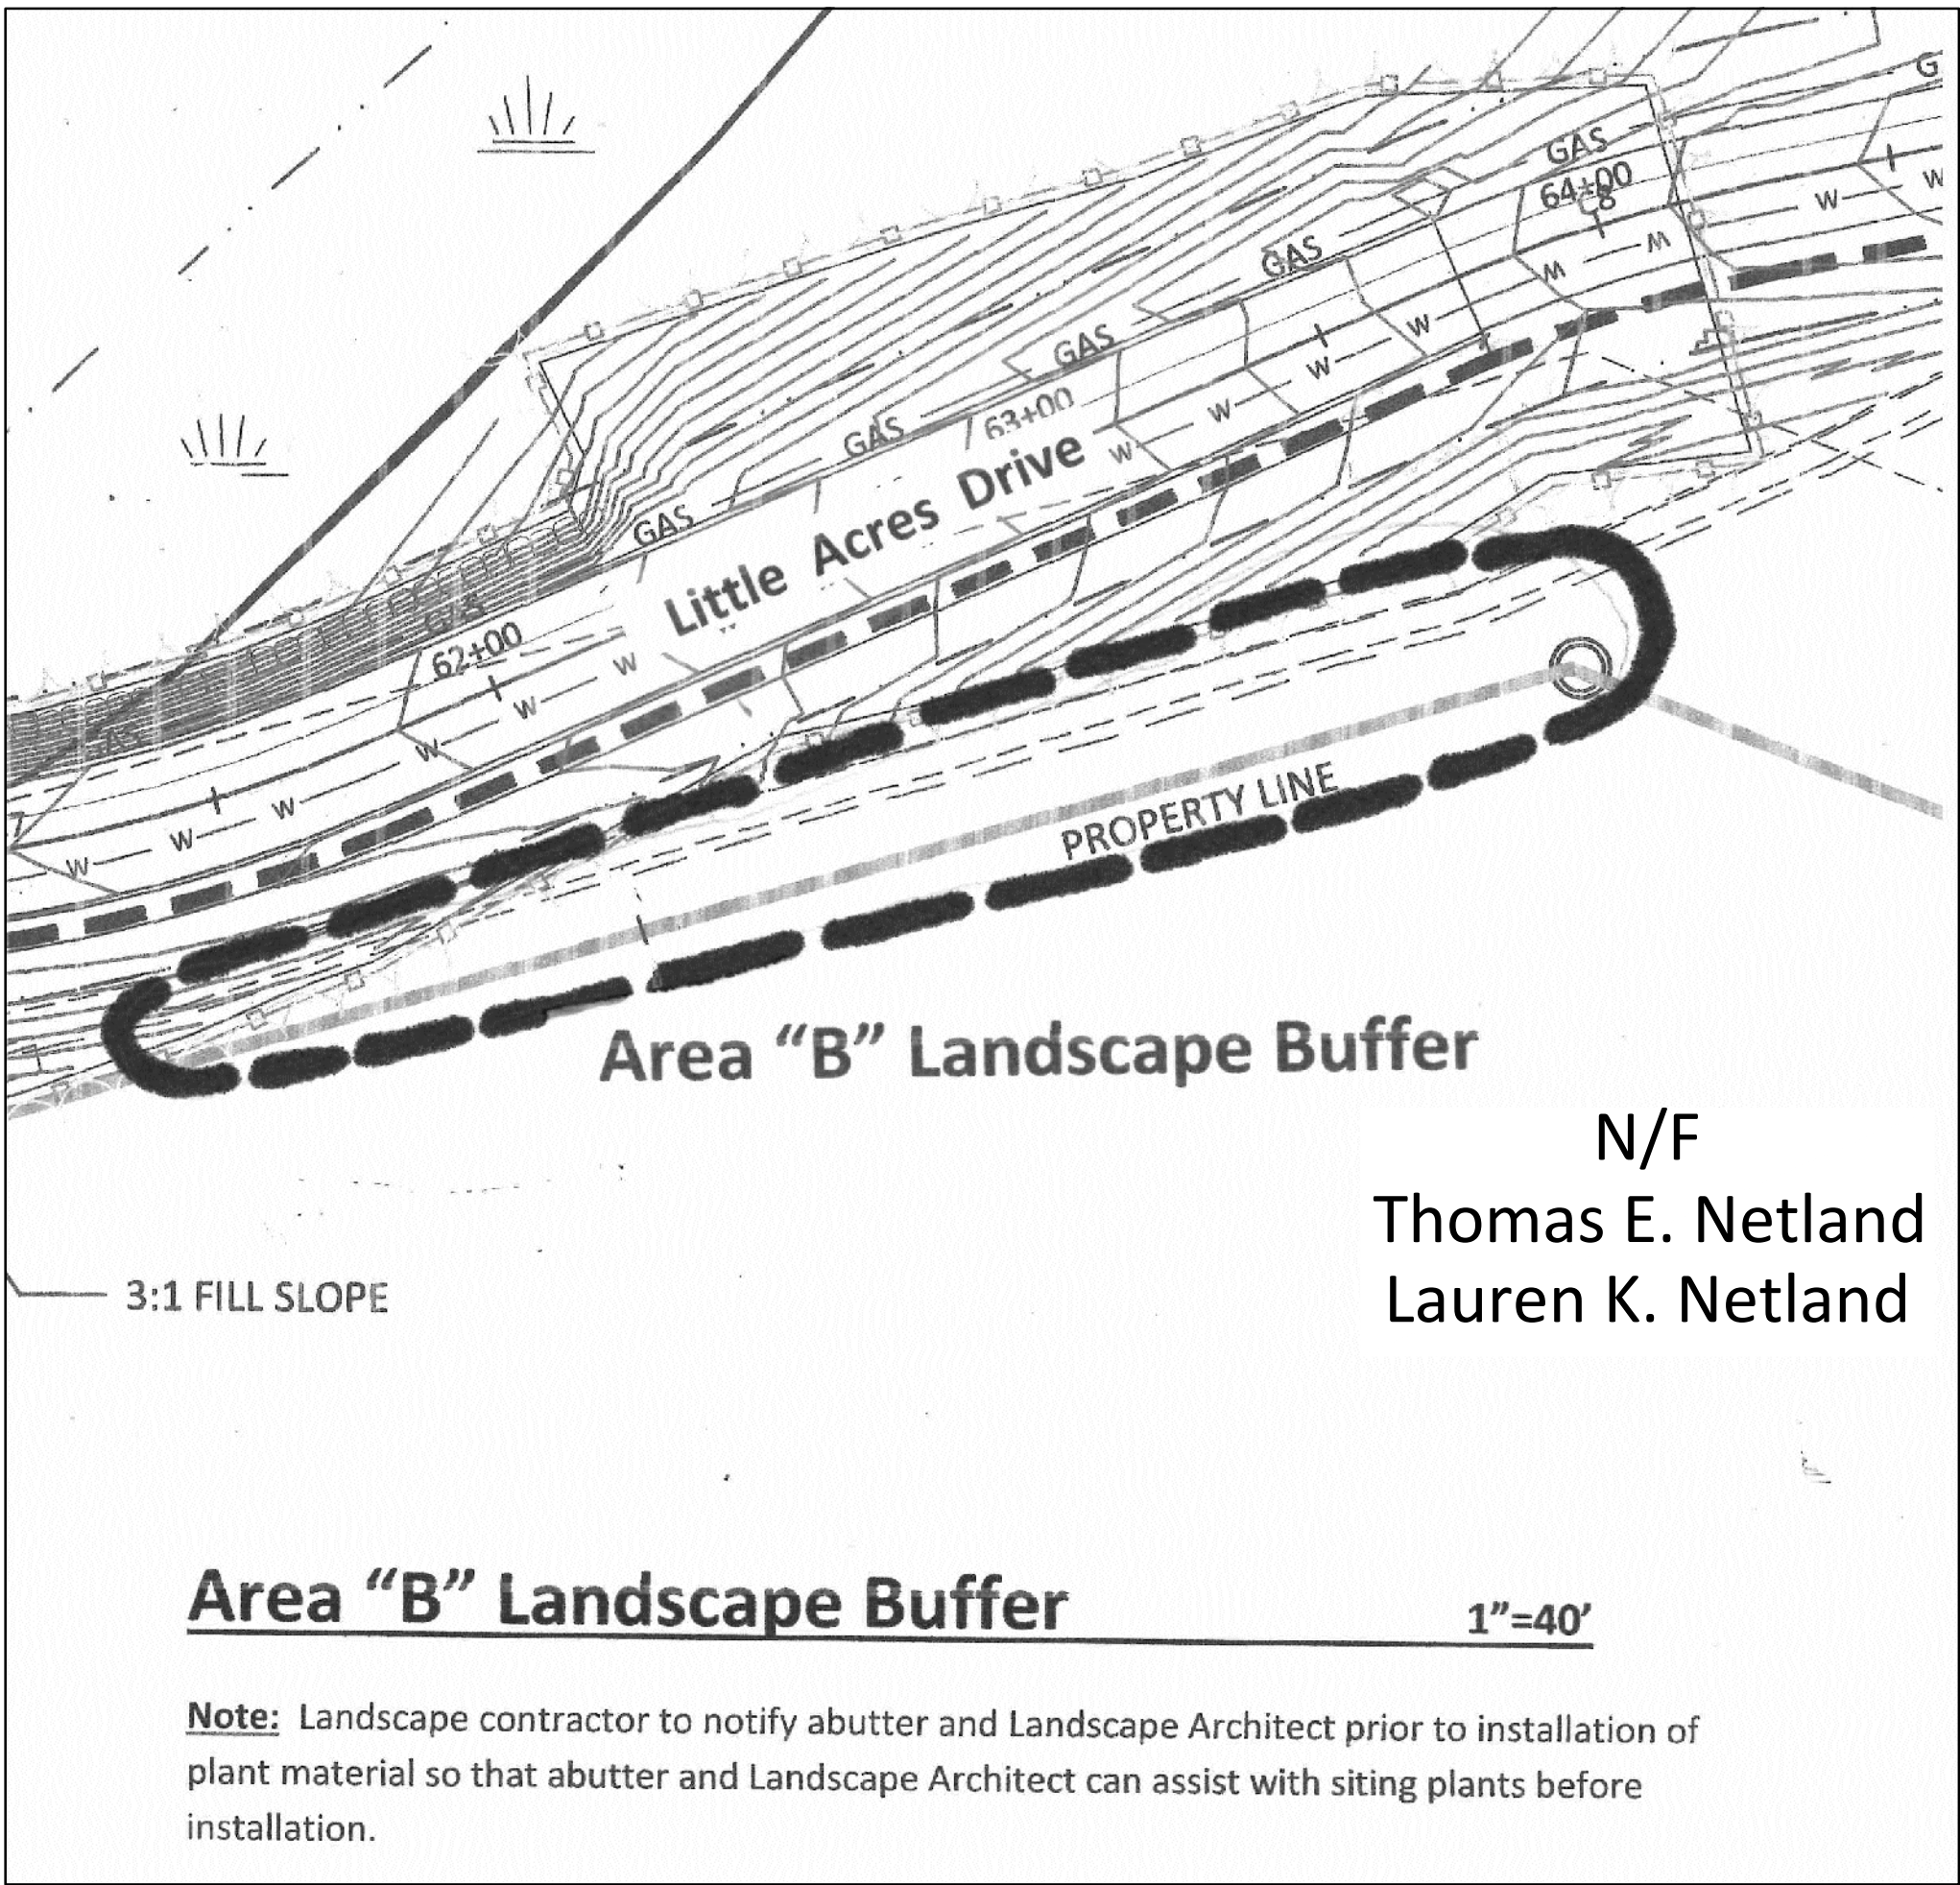 G
GAS
64+00
W
W
W
GAS
W
GAS
W
63+00
W
GAS
W
Little Acres Drive
W
GAS
62+00
W
W
W
W
W
W
PROPERTY LINE
Area “B” Landscape Buffer
N/F
Thomas E. Netland
Lauren K. Netland
3:1 FILL SLOPE
Area “B” Landscape Buffer 1”=40’
Note: Landscape contractor to notify abutter and Landscape Architect prior to installation of
plant material so that abutter and Landscape Architect can assist with siting plants before
installation.